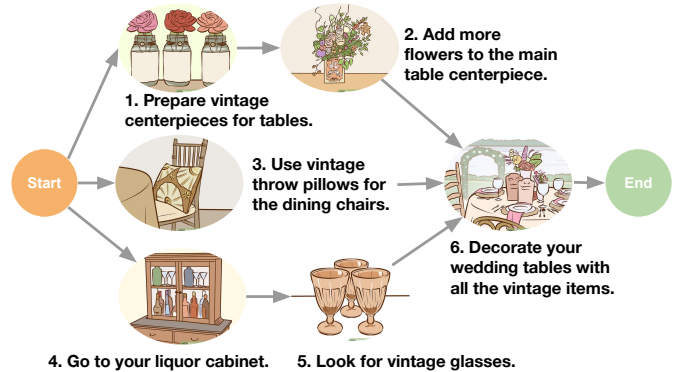 Start
1. Prepare vintage
centerpieces for tables.
2. Add more
flowers to the main
table centerpiece.
3. Use vintage
throw pillows for
the dining chairs.
4. Go to your liquor cabinet.
5. Look for vintage glasses.
6. Decorate your
wedding tables with
all the vintage items.
End